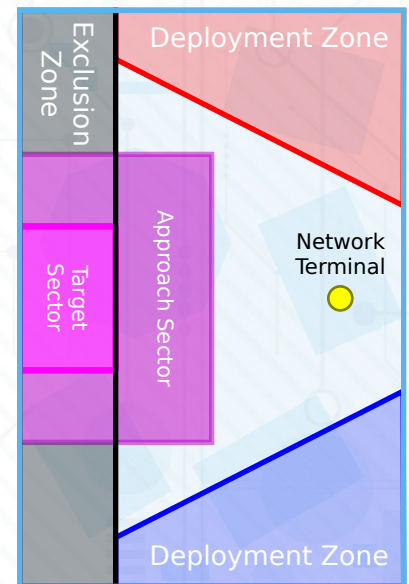 Deployment Zone
Exclusion
Zone
Approach Sector
Target
Sector
Network
Terminal
Deployment Zone